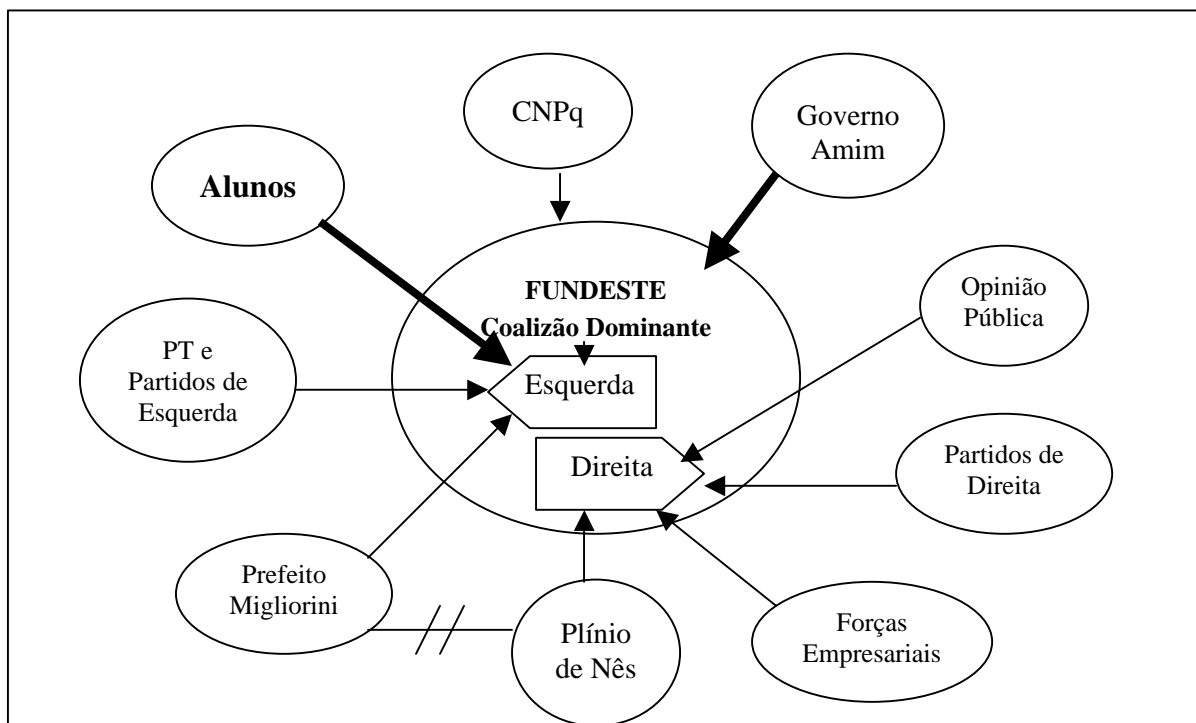 CNPq
Governo
Amim
Alunos
FUNDESTE
Coalizão Dominante
Opinião
Pública
PT e
Partidos de
Esquerda
Esquerda
Direita
Partidos de
Direita
Prefeito
Migliorini
Plínio
de Nês
Forças
Empresariais